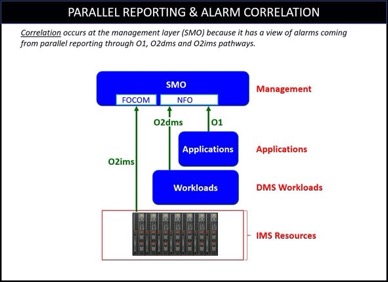 PARALLEL REPORTING & ALARM CORRELATION
Correlation occurs at the management layer (SMO) because it has a view of alarms coming
from parallel reporting through O1, O2dms and O2ims pathways.
SMO
Management
FOCOM
NFO
O2dms
O1
Applications
Applications
O2ims
Workloads
DMS Workloads
IMS Resources